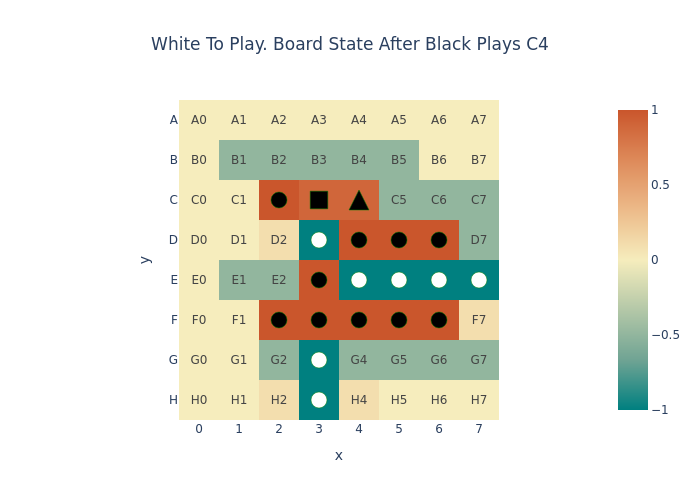 White To Play. Board State After Black Plays C4
A A0 A1 A2 A3 A4 A5 A6 A7
B B0 B1 B2 B3 B4 B5 B6 B7
C C0 C1 C5 C6 C7
D D0 D1 D2 D7
E E0 E1 E2
F F0 F1 F7
G G0 G1 G2 G4 G5 G6 G7
H H0 H1 H2 H4 H5 H6 H7
0 1 2 3 4 5 6 7
x
y
1
0.5
0
−0.5
−1